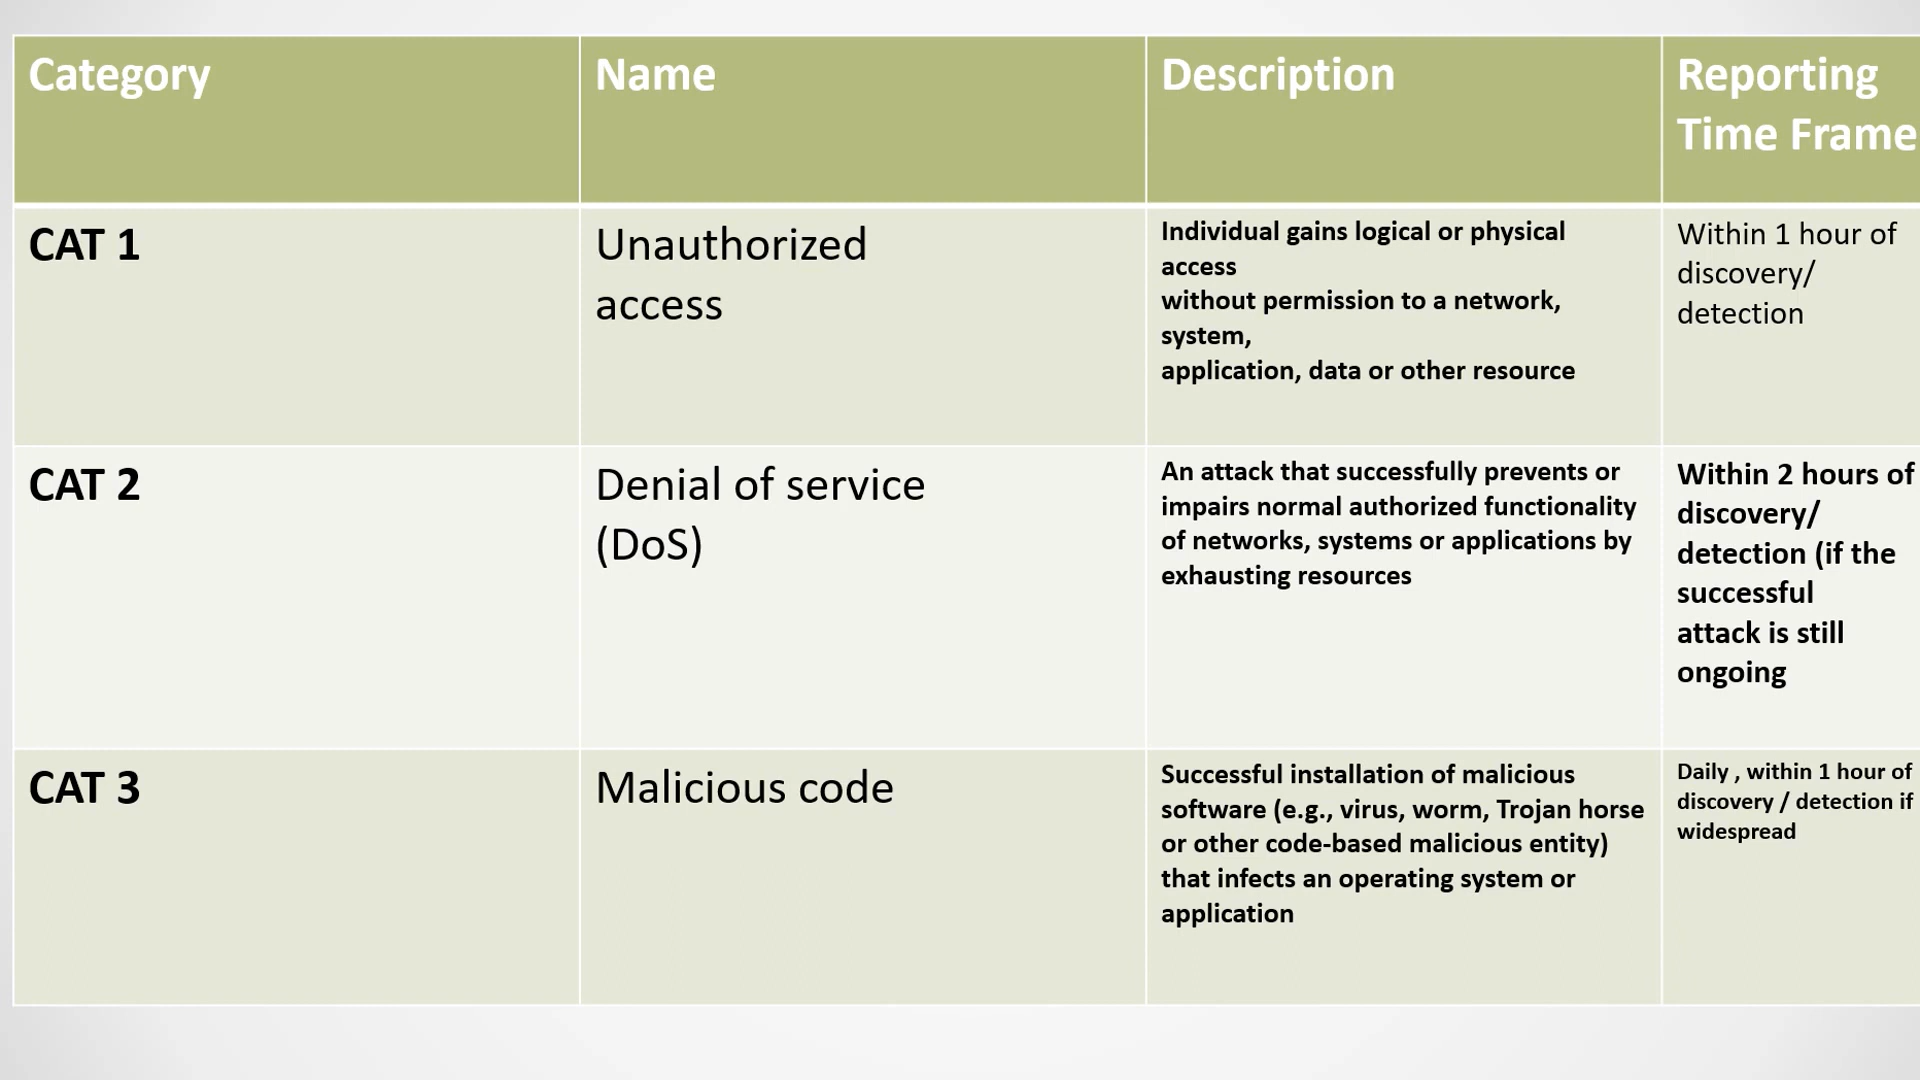 Category
Name
Description
Reporting
Time Frame
CAT 1
Unauthorized
access
Individual gains logical or physical
access
without permission to a network,
system,
application, data or other resource
Within 1 hour of
discovery/
detection
CAT 2
Denial of service
(DoS)
An attack that successfully prevents or
impairs normal authorized functionality
of networks, systems or applications by
exhausting resources
Within 2 hours of
discovery/
detection (if the
successful
attack is still
ongoing
CAT 3
Malicious code
Successful installation of malicious
software (e.g., virus, worm, Trojan horse
or other code-based malicious entity)
that infects an operating system or
application
Daily , within 1 hour of
discovery / detection if
widespread